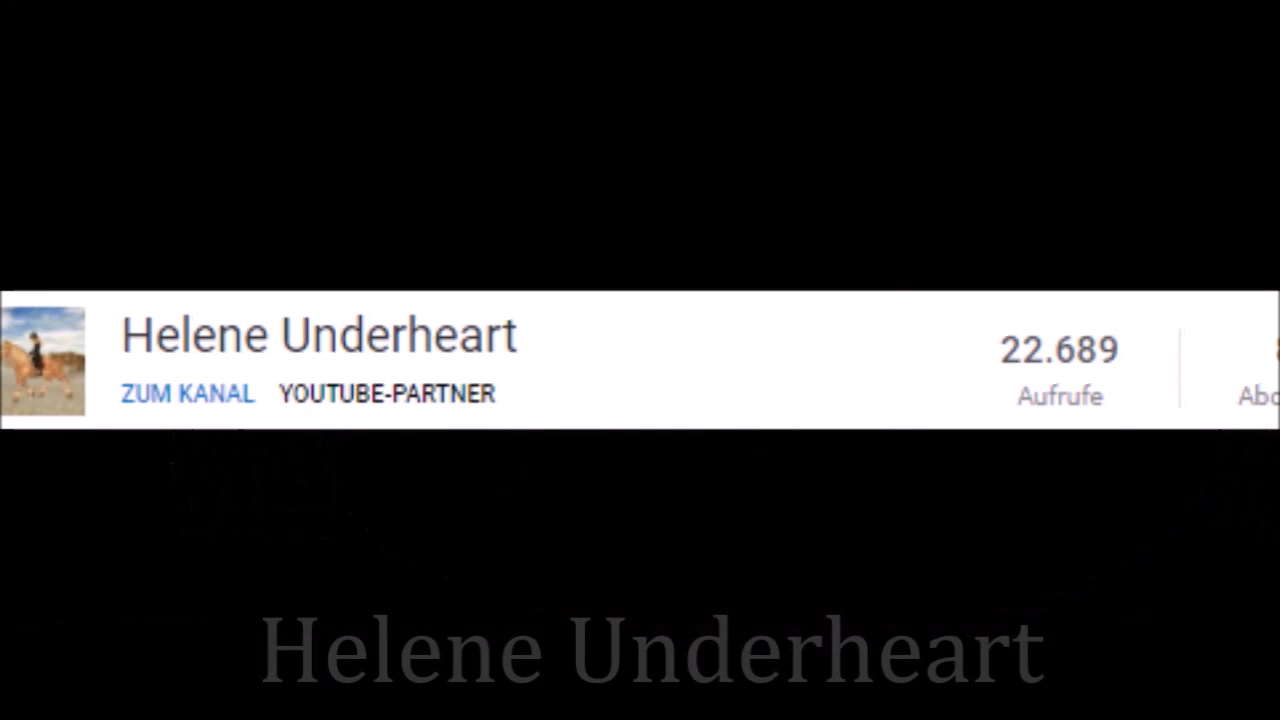 Helene Underheart
ZUM KANAL YOUTUBE-PARTNER
22.689
Aufrufe
Helene Underheart